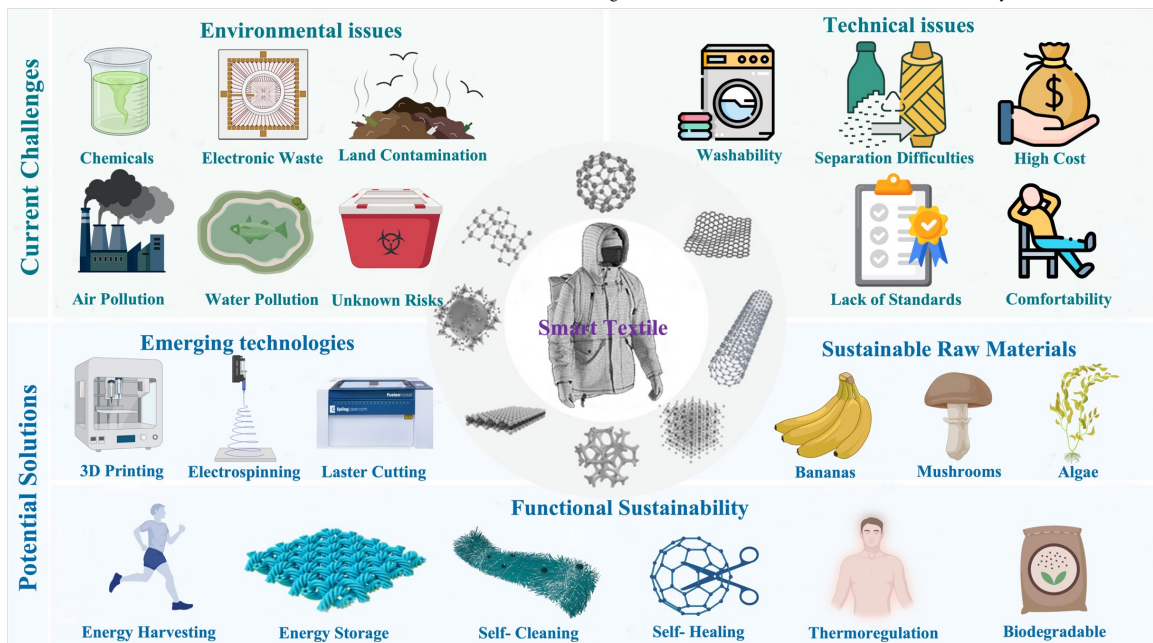 Environmental issues
Technical issues
Current Challenges
Chemicals
Electronic Waste
Land Contamination
Washability
Separation Difficulties
High Cost
Air Pollution
Water Pollution
Unknown Risks
Lack of Standards
Comfortability
Smart Textile
Potential Solutions
Emerging technologies
Sustainable Raw Materials
Fusion
Epilog
3D Printing
Electrospinning
Laster Cutting
Bananas
Mushrooms
Algae
Functional Sustainability
Energy Harvesting
Energy Storage
Self- Cleaning
Self- Healing
Thermoregulation
Biodegradable